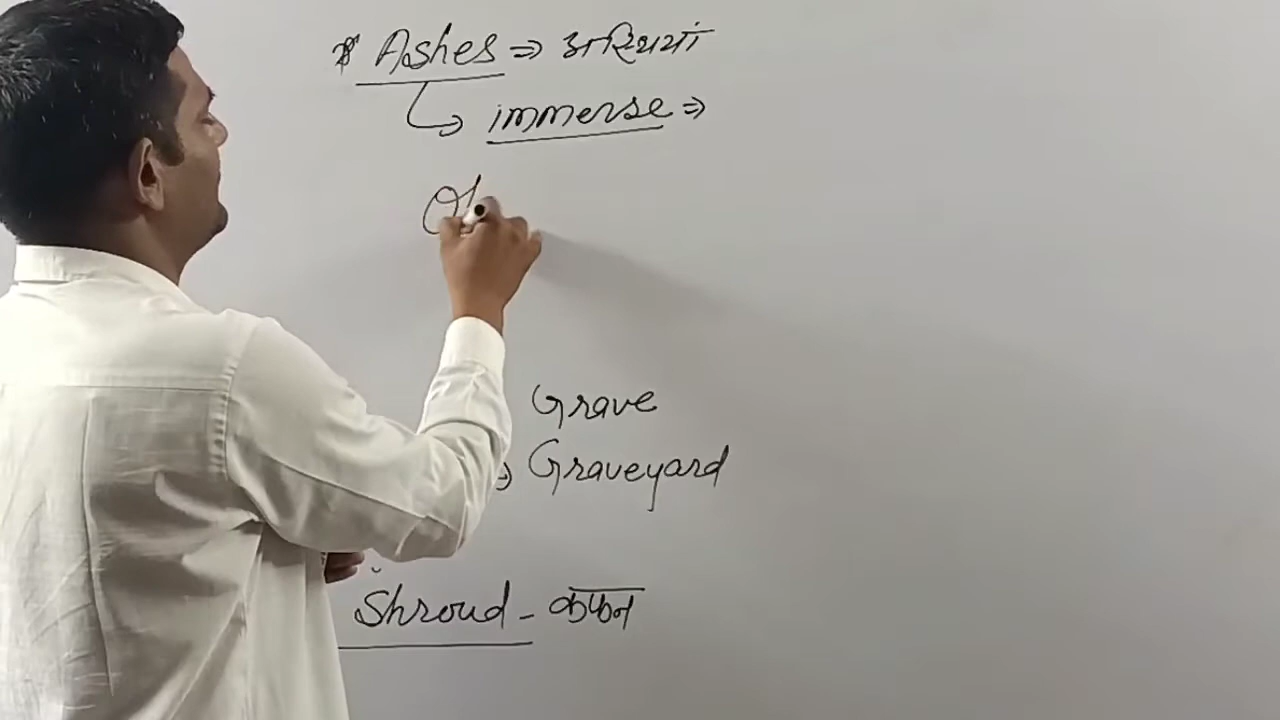 * Ashes => अस्थियां
↳ immerse =>
Grave
=> Graveyard
Shroud - कफन